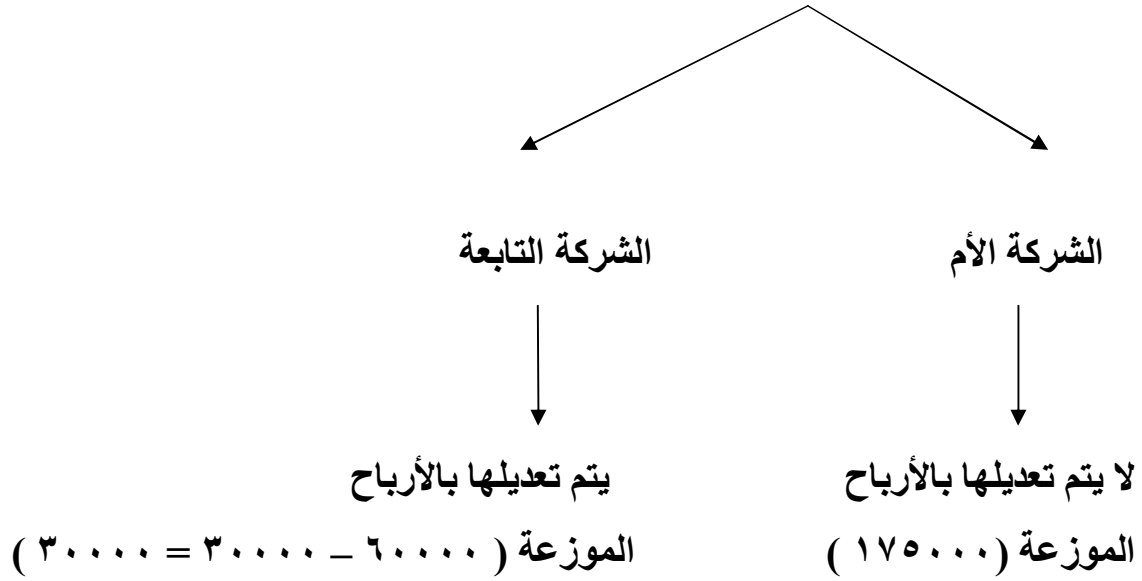 الشركة الأم
الشركة التابعة
لا يتم تعديلها بالأرباح
الموزعة (١٧٥٠٠٠ )
يتم تعديلها بالأرباح
الموزعة ( ٦٠٠٠٠ – ٣٠٠٠٠ = ٣٠٠٠٠ )